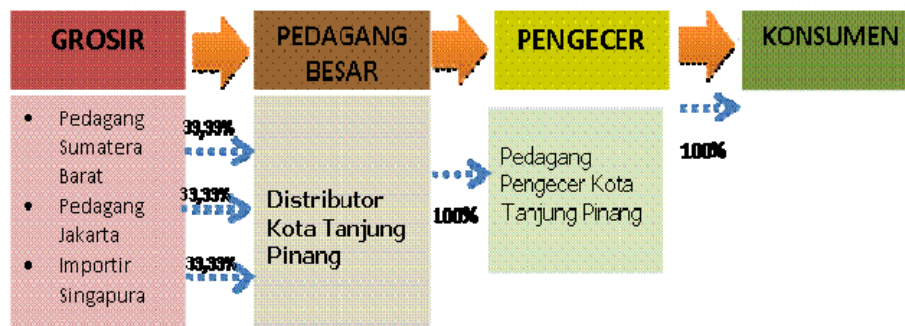 GROSIR
PEDAGANG
BESAR
PENGECER
KONSUMEN
• Pedagang
Sumatera
Barat
• Pedagang
Jakarta
• Importir
Singapura
33,33%
33,33%
33,33%
Distributor
Kota Tanjung
Pinang
100%
Pedagang
Pengecer Kota
Tanjung Pinang
100%